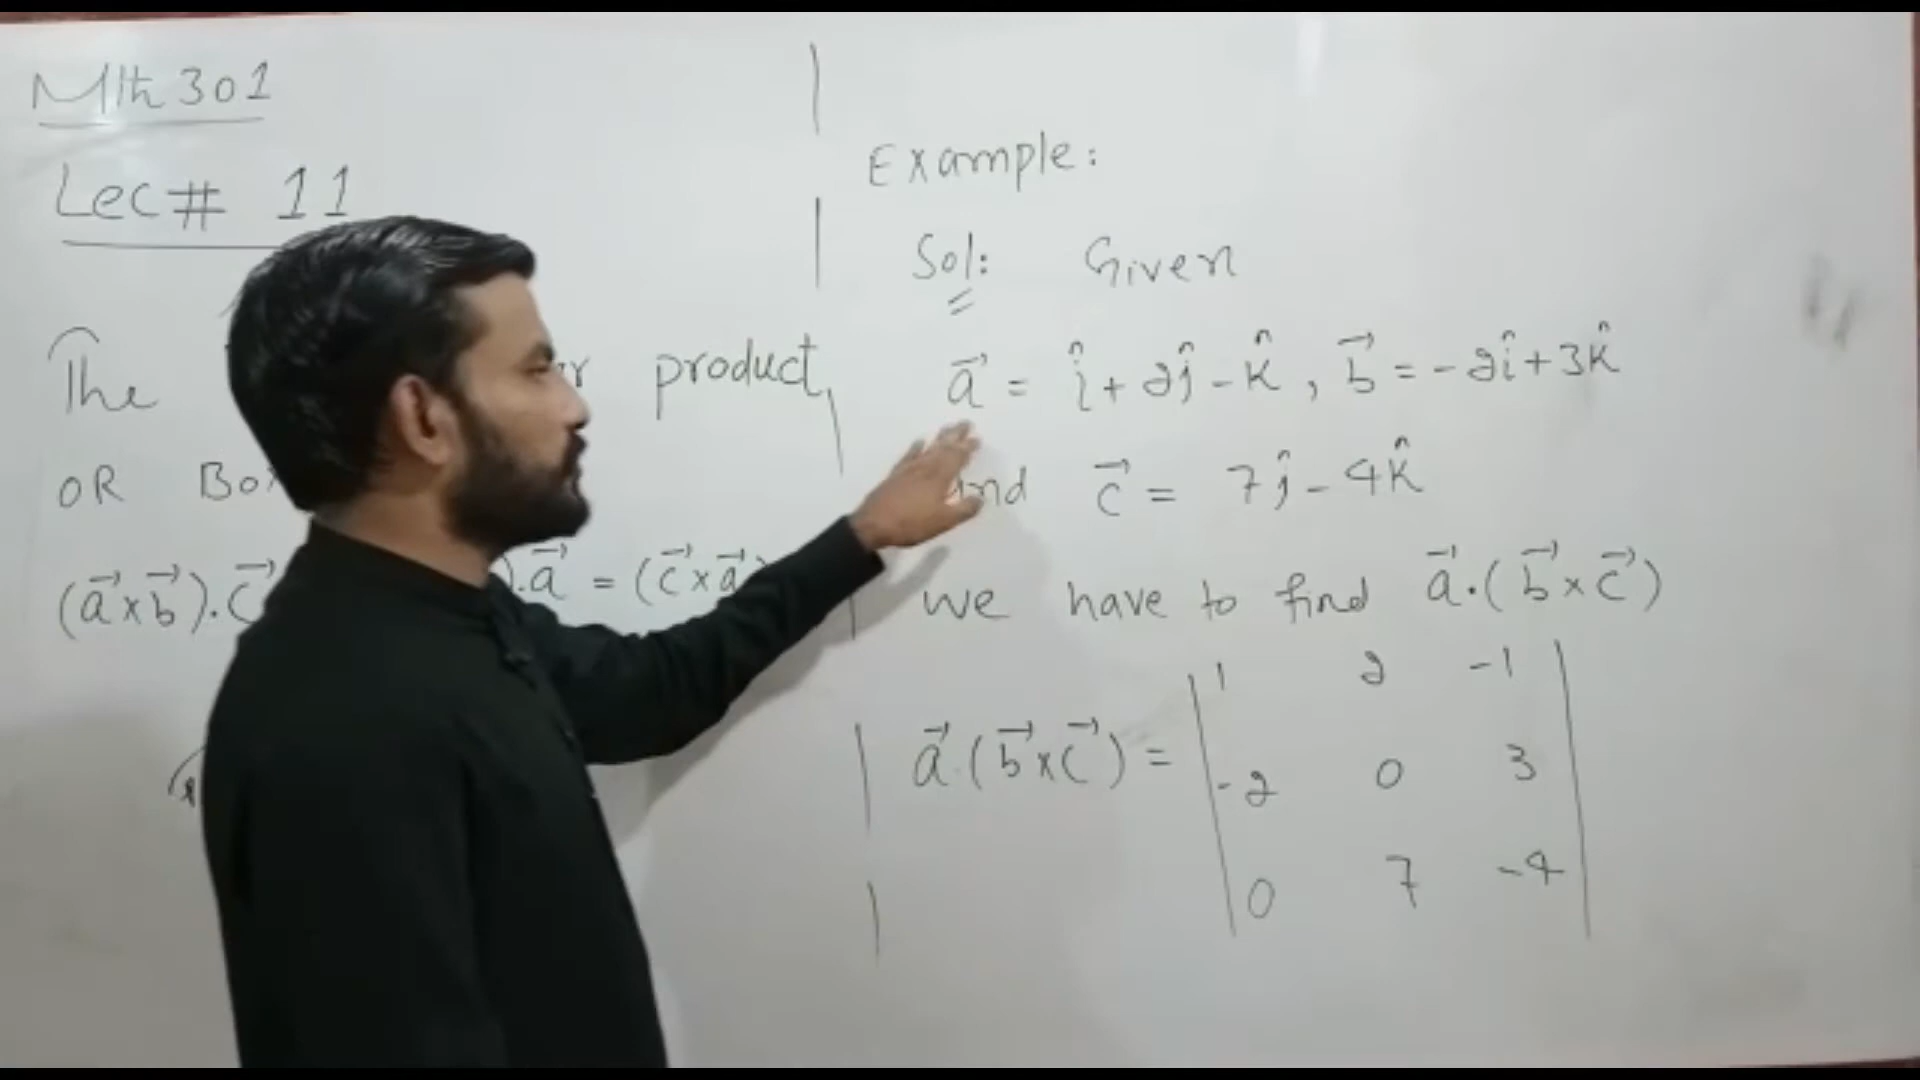 Mth 301
Lec# 11
The product,
OR Box
(a⃗×b⃗).c⃗ ).a⃗ = (c⃗×a⃗
Example:
Sol: Given
a⃗ = î + 2ĵ - k̂ , b⃗ = -2î + 3k̂
and c⃗ = 7ĵ - 4k̂
we have to find a⃗.(b⃗×c⃗)
a⃗.(b⃗×c⃗) = | 1 2 -1 |
| -2 0 3 |
| 0 7 -4 |